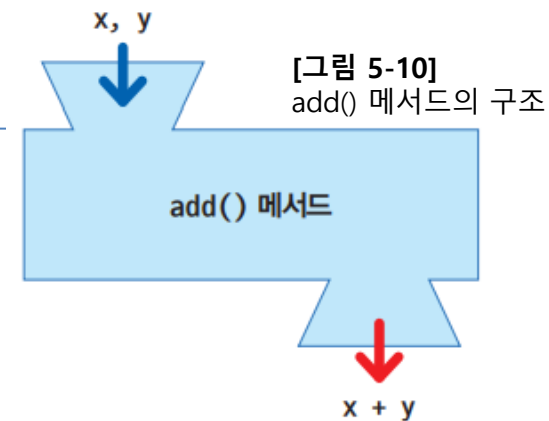 x, y
[그림 5-10]
add() 메서드의 구조
add() 메서드
x + y